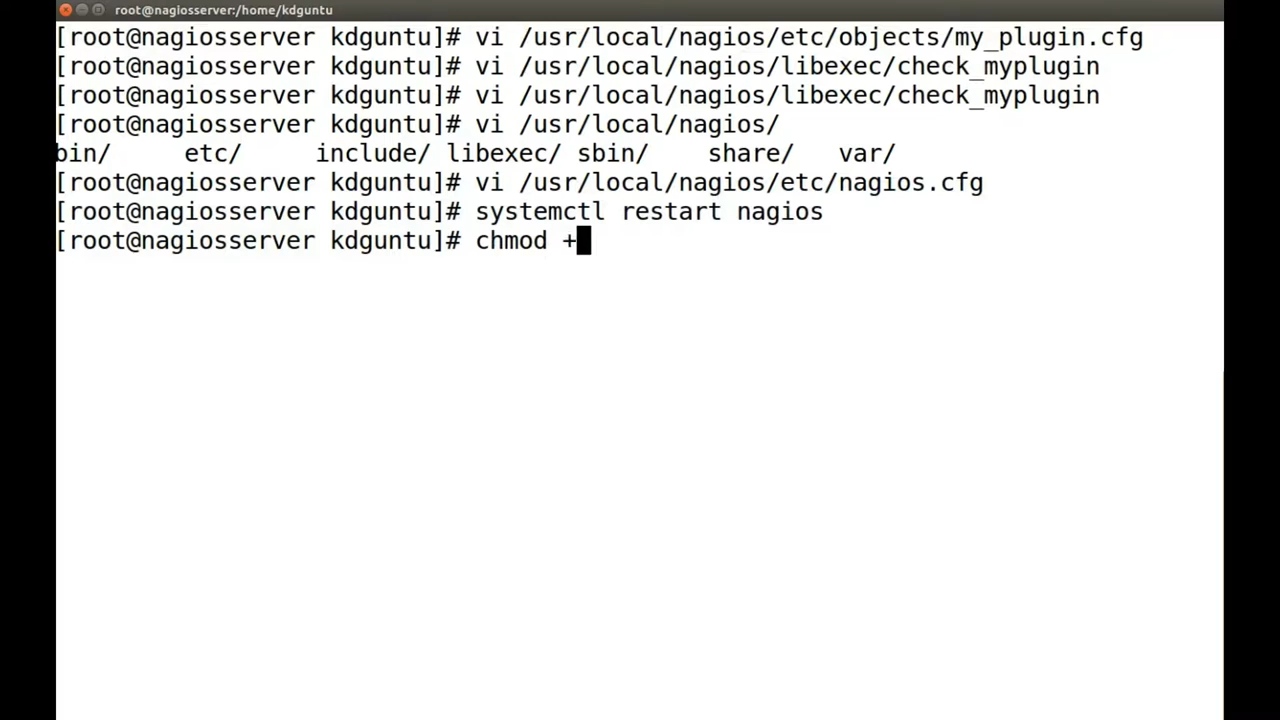 root@nagiosserver:/home/kdguntu
[root@nagiosserver kdguntu]# vi /usr/local/nagios/etc/objects/my_plugin.cfg
[root@nagiosserver kdguntu]# vi /usr/local/nagios/libexec/check_myplugin
[root@nagiosserver kdguntu]# vi /usr/local/nagios/libexec/check_myplugin
[root@nagiosserver kdguntu]# vi /usr/local/nagios/
bin/     etc/     include/ libexec/ sbin/    share/   var/
[root@nagiosserver kdguntu]# vi /usr/local/nagios/etc/nagios.cfg
[root@nagiosserver kdguntu]# systemctl restart nagios
[root@nagiosserver kdguntu]# chmod +